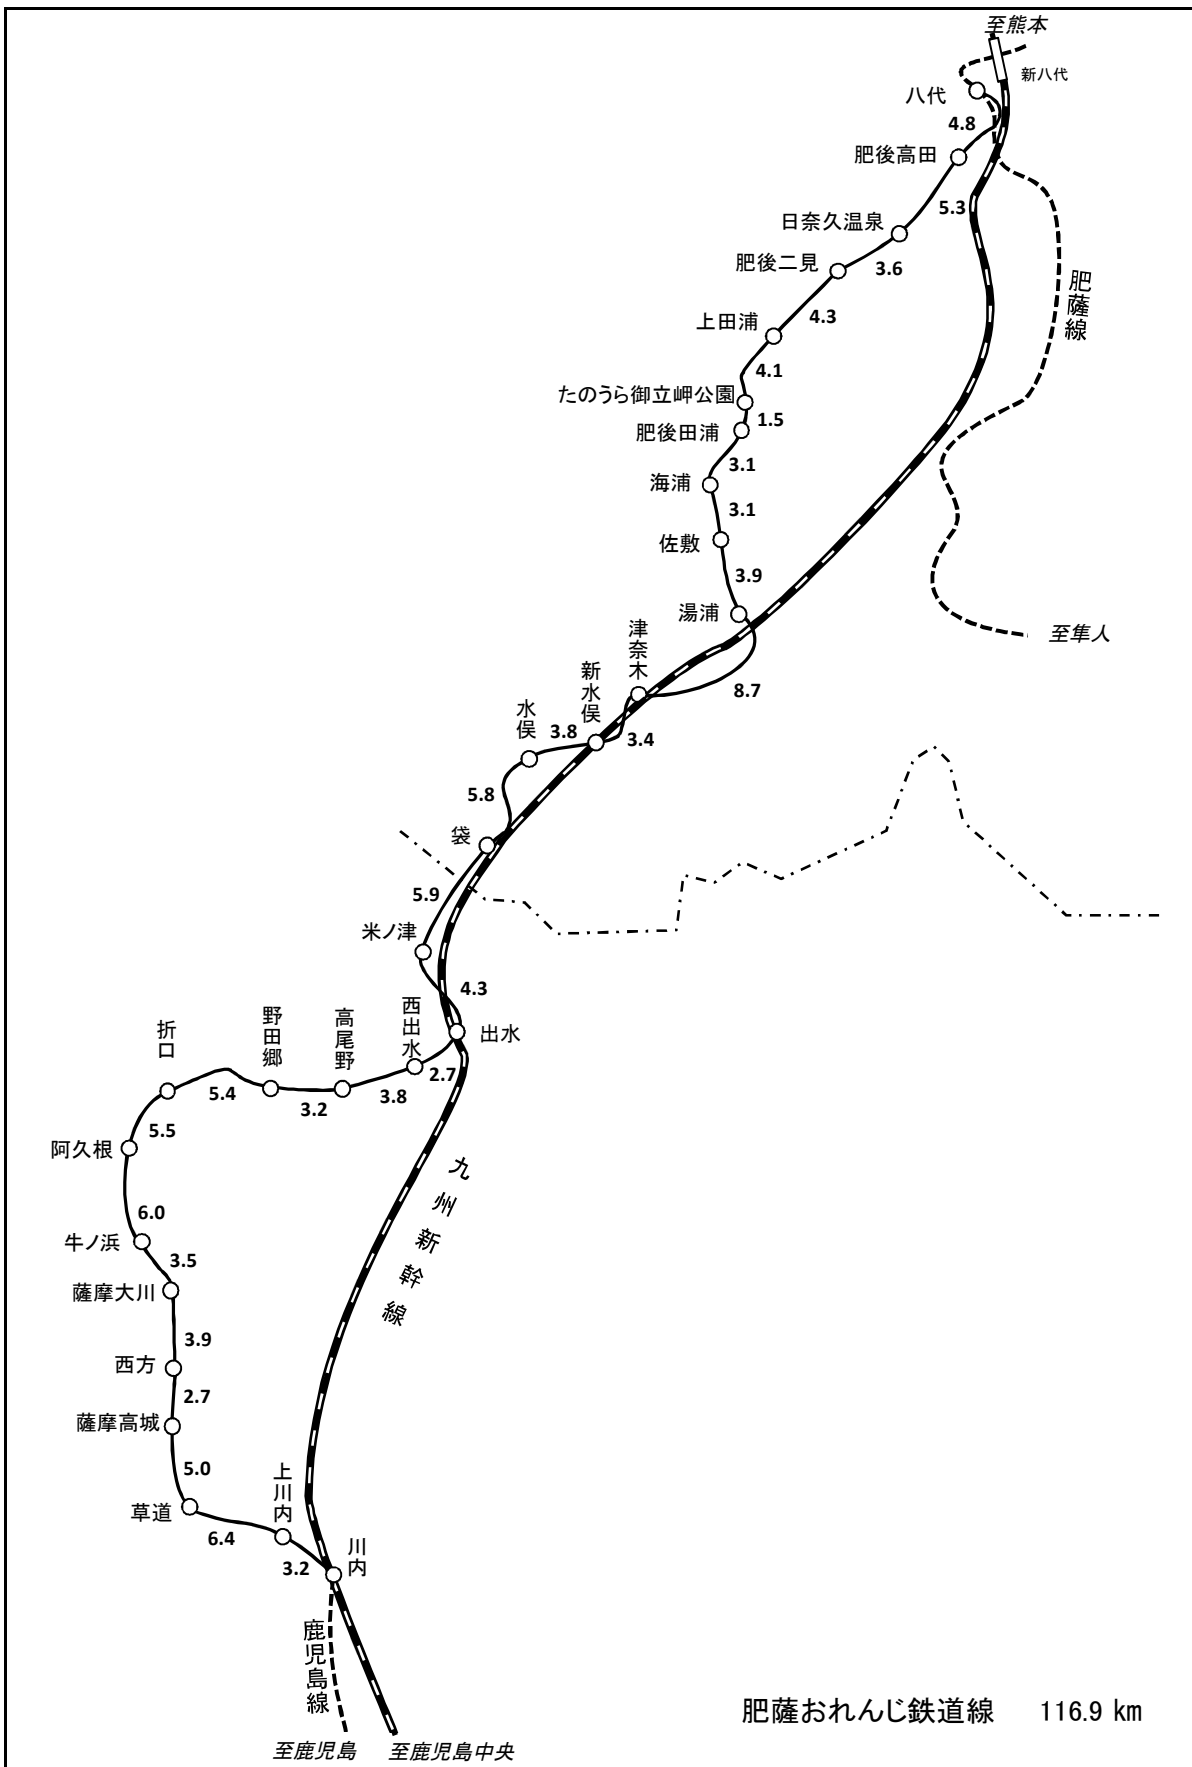 至熊本
新八代
八代
4.8
肥後高田
5.3
日奈久温泉
3.6
肥後二見
肥薩線
4.3
上田浦
4.1
たのうら御立岬公園
1.5
肥後田浦
3.1
海浦
3.1
佐敷
3.9
湯浦
至隼人
津奈木
8.7
新水俣
3.4
水俣
3.8
5.8
袋
5.9
米ノ津
4.3
出水
西出水
2.7
高尾野
3.8
野田郷
3.2
折口
5.4
5.5
阿久根
九州新幹線
6.0
牛ノ浜
3.5
薩摩大川
3.9
西方
2.7
薩摩高城
5.0
草道
6.4
上川内
3.2
川内
鹿児島線
至鹿児島
至鹿児島中央
肥薩おれんじ鉄道線 116.9 km